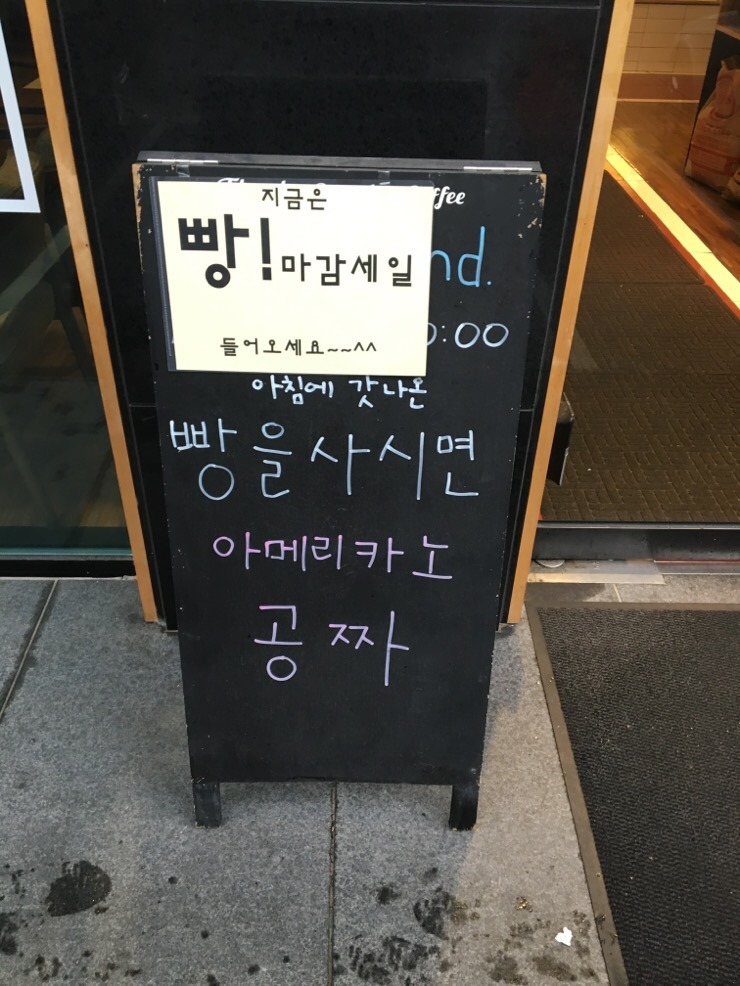 지금은
빵! 마감세일
들어오세요~~^^
nd.
:00
아침에 갓 나온
빵을 사시면
아메리카노
공짜